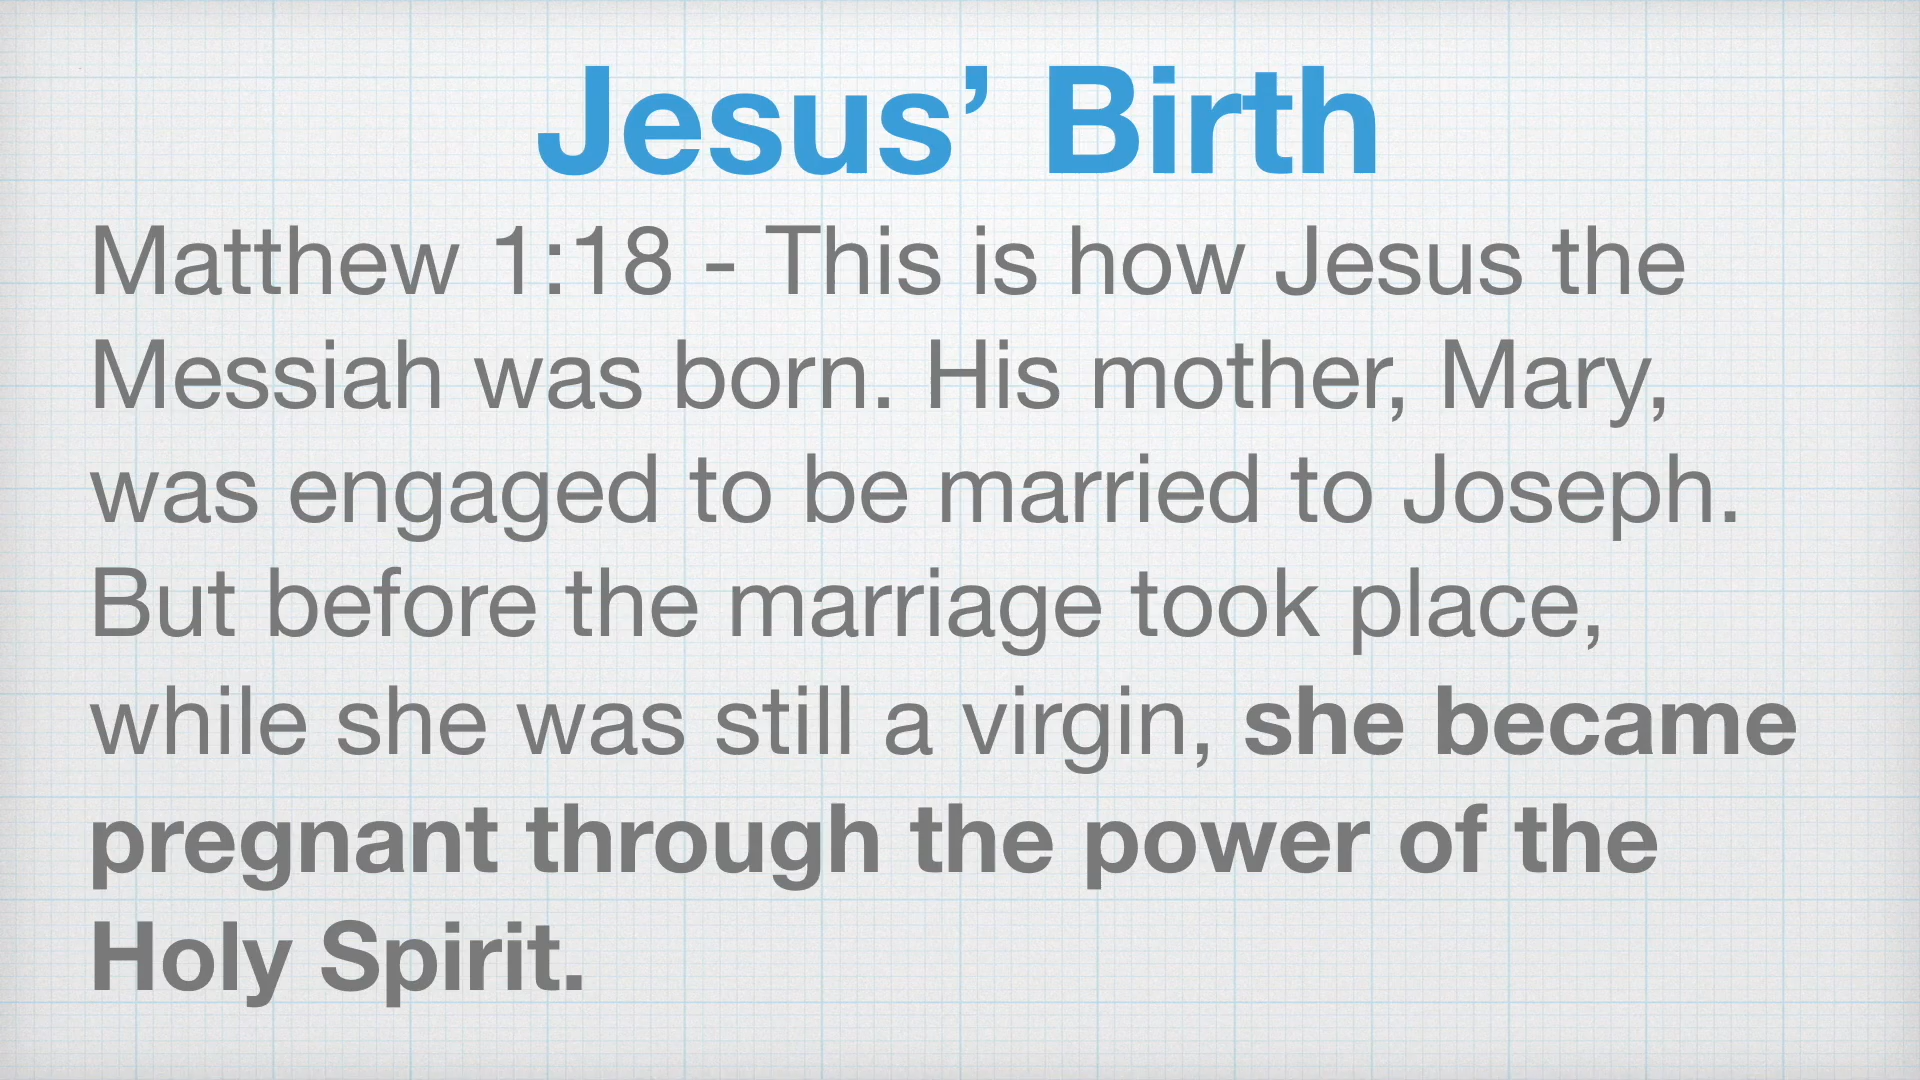 Jesus’ Birth
Matthew 1:18 - This is how Jesus the
Messiah was born. His mother, Mary,
was engaged to be married to Joseph.
But before the marriage took place,
while she was still a virgin, she became
pregnant through the power of the
Holy Spirit.